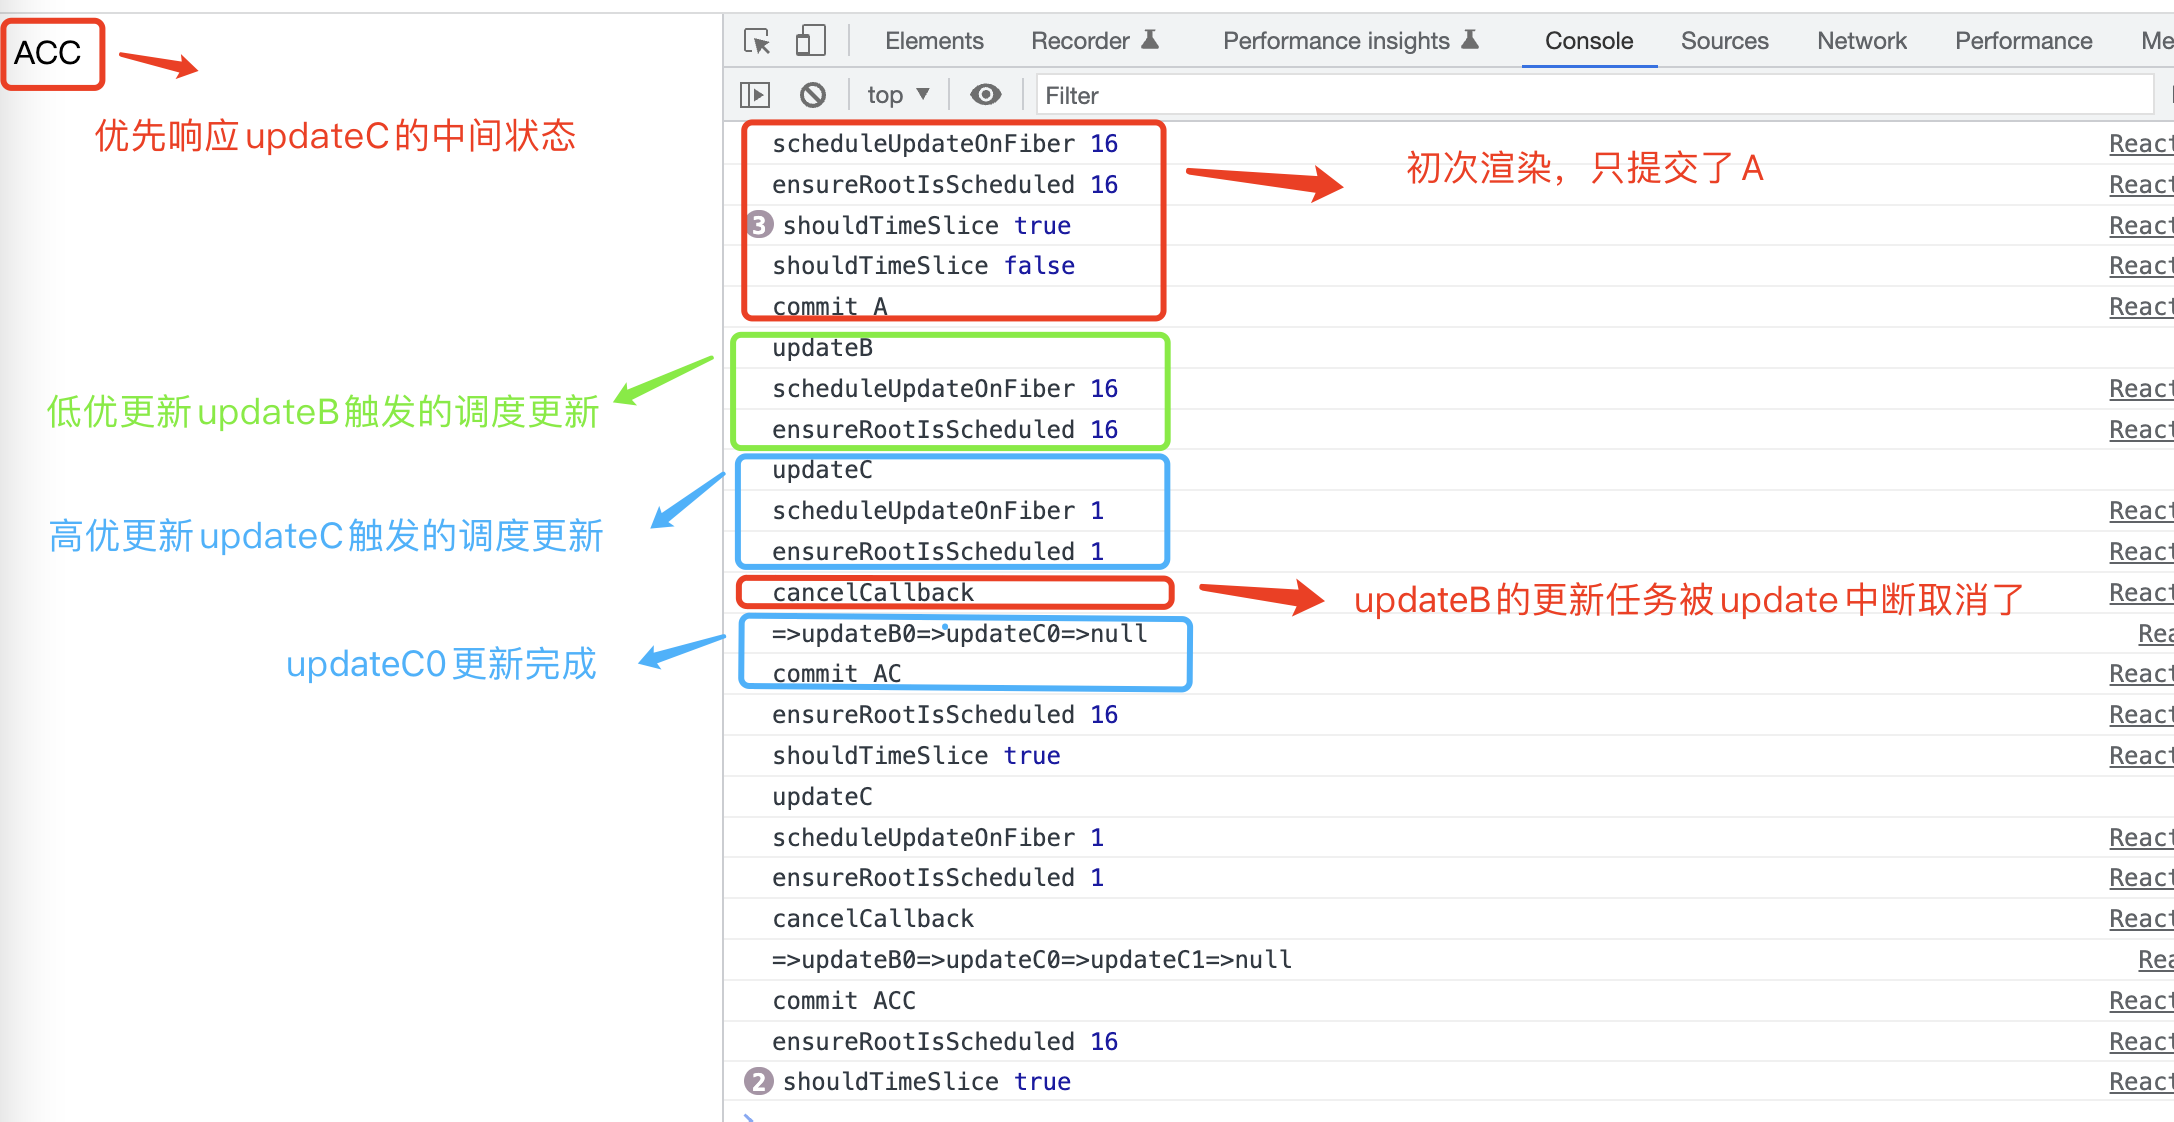 ACC
优先响应updateC的中间状态
低优更新updateB触发的调度更新
高优更新updateC触发的调度更新
updateC0更新完成
Elements Recorder Performance insights Console Sources Network Performance Me
top Filter
scheduleUpdateOnFiber 16 React
ensureRootIsScheduled 16 React
3 shouldTimeSlice true React
shouldTimeSlice false React
commit A React
初次渲染，只提交了A
updateB
scheduleUpdateOnFiber 16 React
ensureRootIsScheduled 16 React
updateC
scheduleUpdateOnFiber 1 React
ensureRootIsScheduled 1 React
cancelCallback React
updateB的更新任务被update中断取消了
=>updateB0=>updateC0=>null Rea
commit AC React
ensureRootIsScheduled 16 React
shouldTimeSlice true React
updateC
scheduleUpdateOnFiber 1 React
ensureRootIsScheduled 1 React
cancelCallback React
=>updateB0=>updateC0=>updateC1=>null Rea
commit ACC React
ensureRootIsScheduled 16 React
2 shouldTimeSlice true React